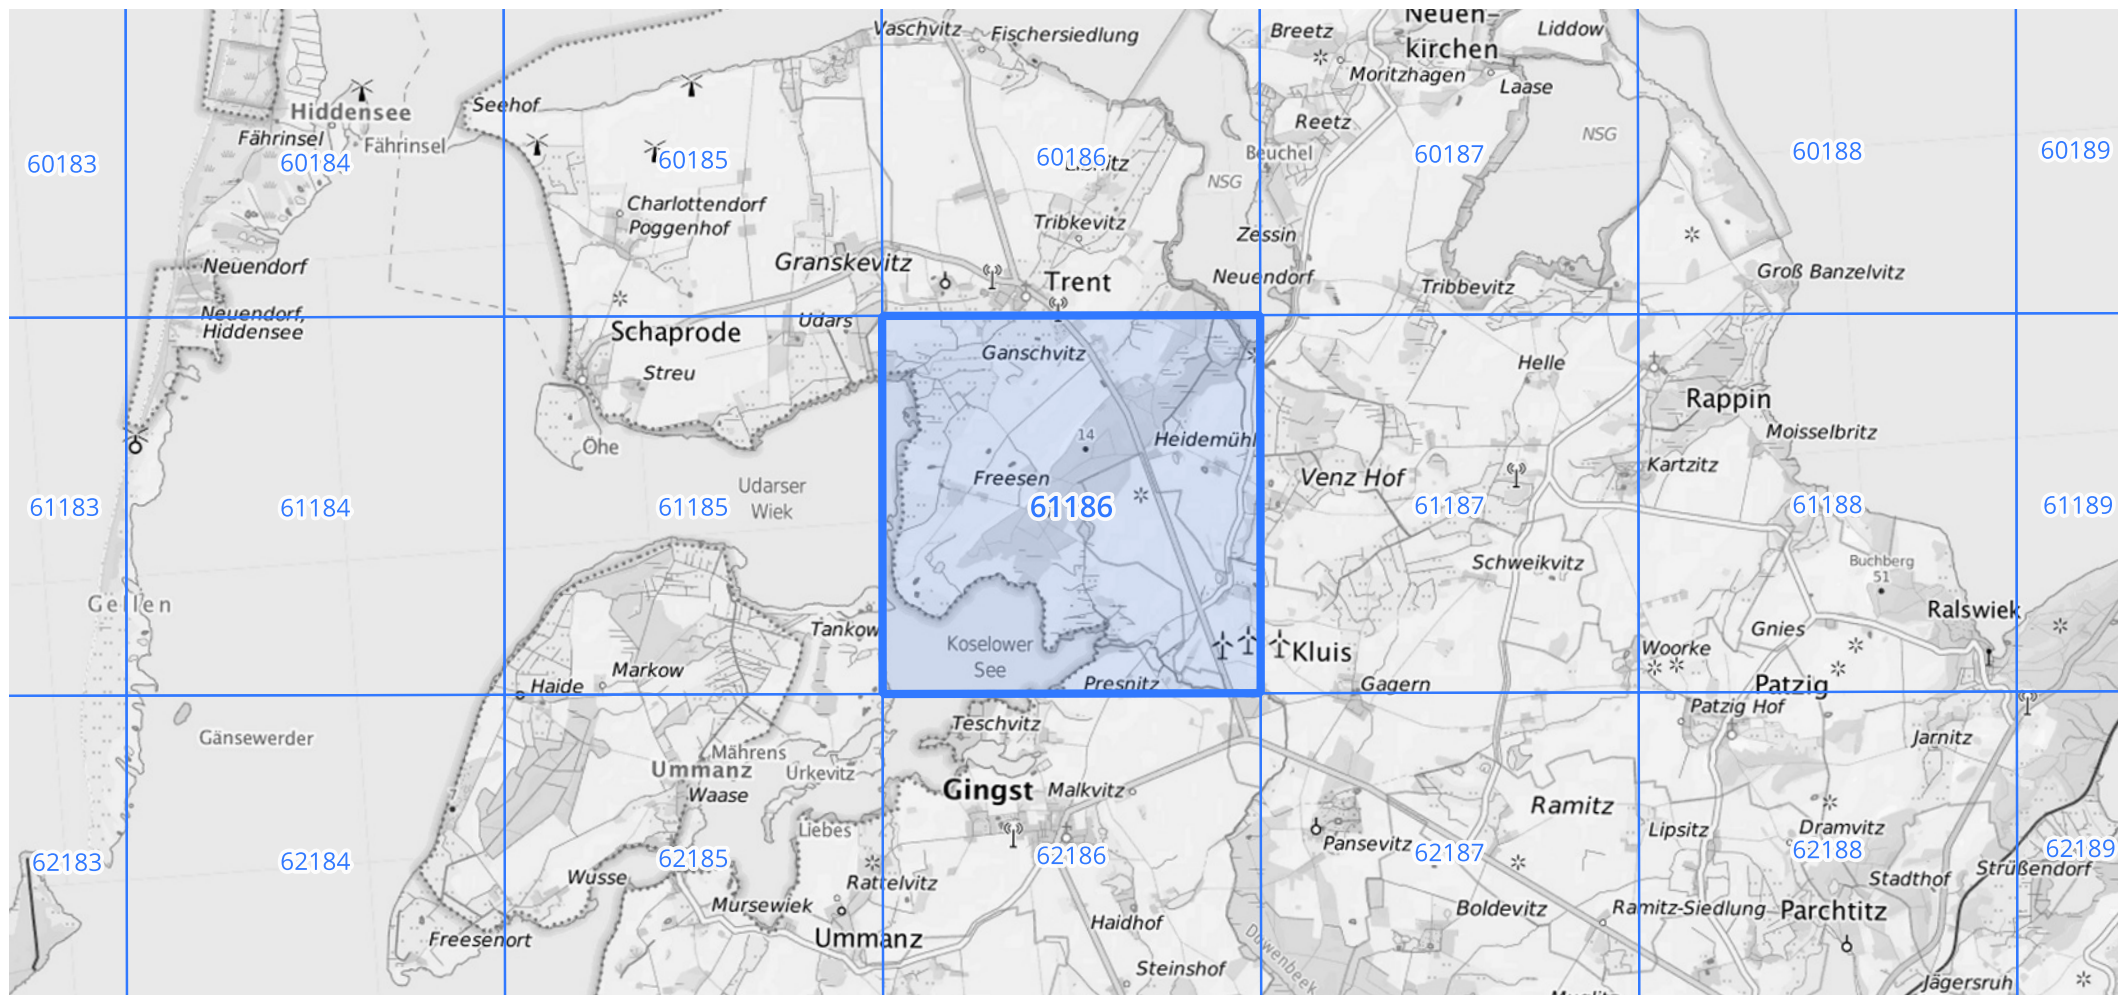 Vaschvitz
Fischersiedlung
Breetz
Neuen-
kirchen
Liddow
Moritzhagen
Laase
Seehof
Hiddensee
Fährinsel
Fährinsel
Reetz
NSG
Beuchel
60183
60184
60185
60186
60187
60188
60189
NSG
Charlottendorf
Poggenhof
Tribkevitz
Zessin
Neuendorf
Granskevitz
Trent
Neuendorf
Tribbevitz
Groß Banzelvitz
Neuendorf,
Hiddensee
Schaprode
Udars
Streu
Ganschvitz
Helle
Rappin
Öhe
14
Heidemühl
Moisselbritz
Udarser
Wiek
Freesen
Venz Hof
Kartzitz
61183
61184
61185
61186
61187
61188
61189
Schweikvitz
Buchberg
51
Gellen
Ralswiek
Tankow
Koselower
See
Kluis
Gnies
Woorke
Markow
Haide
Presnitz
Gagern
Patzig
Patzig Hof
Gänsewerder
Teschvitz
Jarnitz
Mährens
Ummanz
Urkevitz
Waase
Gingst
Malkvitz
Ramitz
Liebes
Pansevitz
Lipsitz
Dramvitz
62183
62184
62185
62186
62187
62188
62189
Wusse
Rattelvitz
Stadthof
Strüßendorf
Mursewiek
Haidhof
Boldevitz
Ramitz-Siedlung
Parchtitz
Freesenort
Ummanz
Duwenbeek
Steinshof
Jägersruh